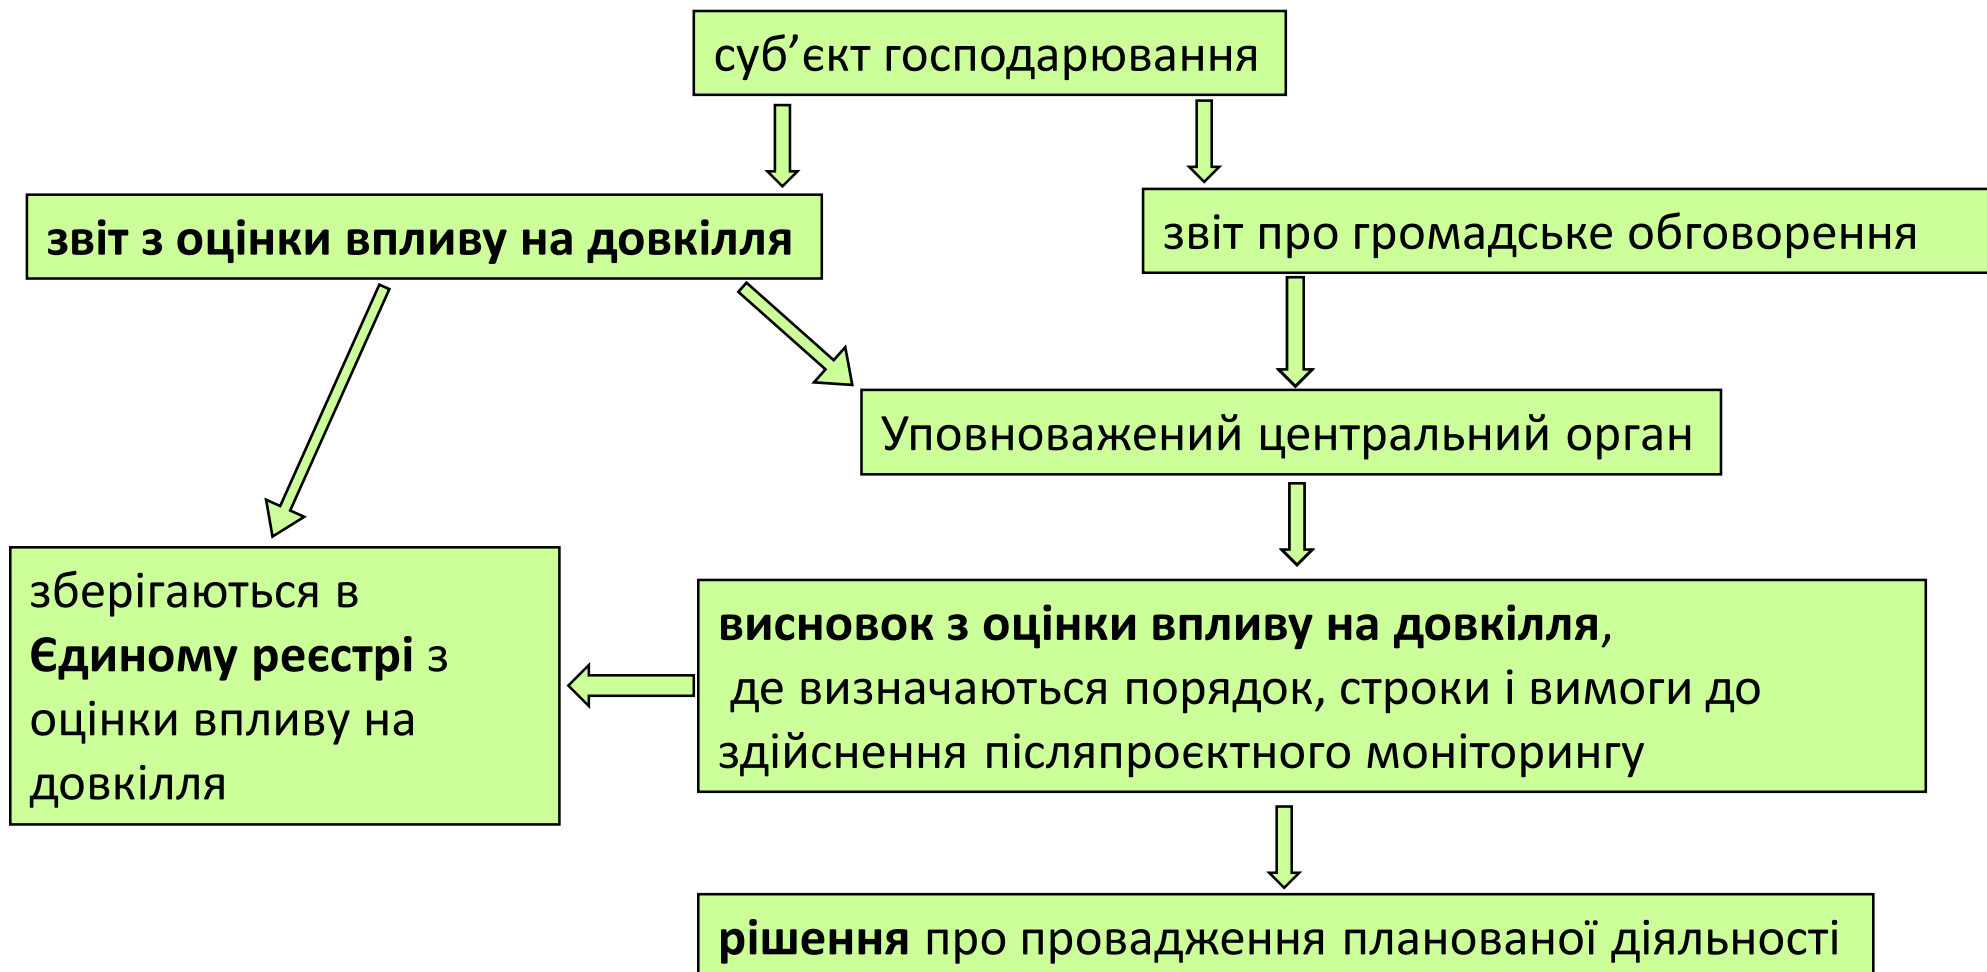 суб’єкт господарювання
звіт з оцінки впливу на довкілля
звіт про громадське обговорення
Уповноважений центральний орган
зберігаються в
Єдиному реєстрі з
оцінки впливу на
довкілля
висновок з оцінки впливу на довкілля,
де визначаються порядок, строки і вимоги до
здійснення післяпроєктного моніторингу
рішення про провадження планованої діяльності